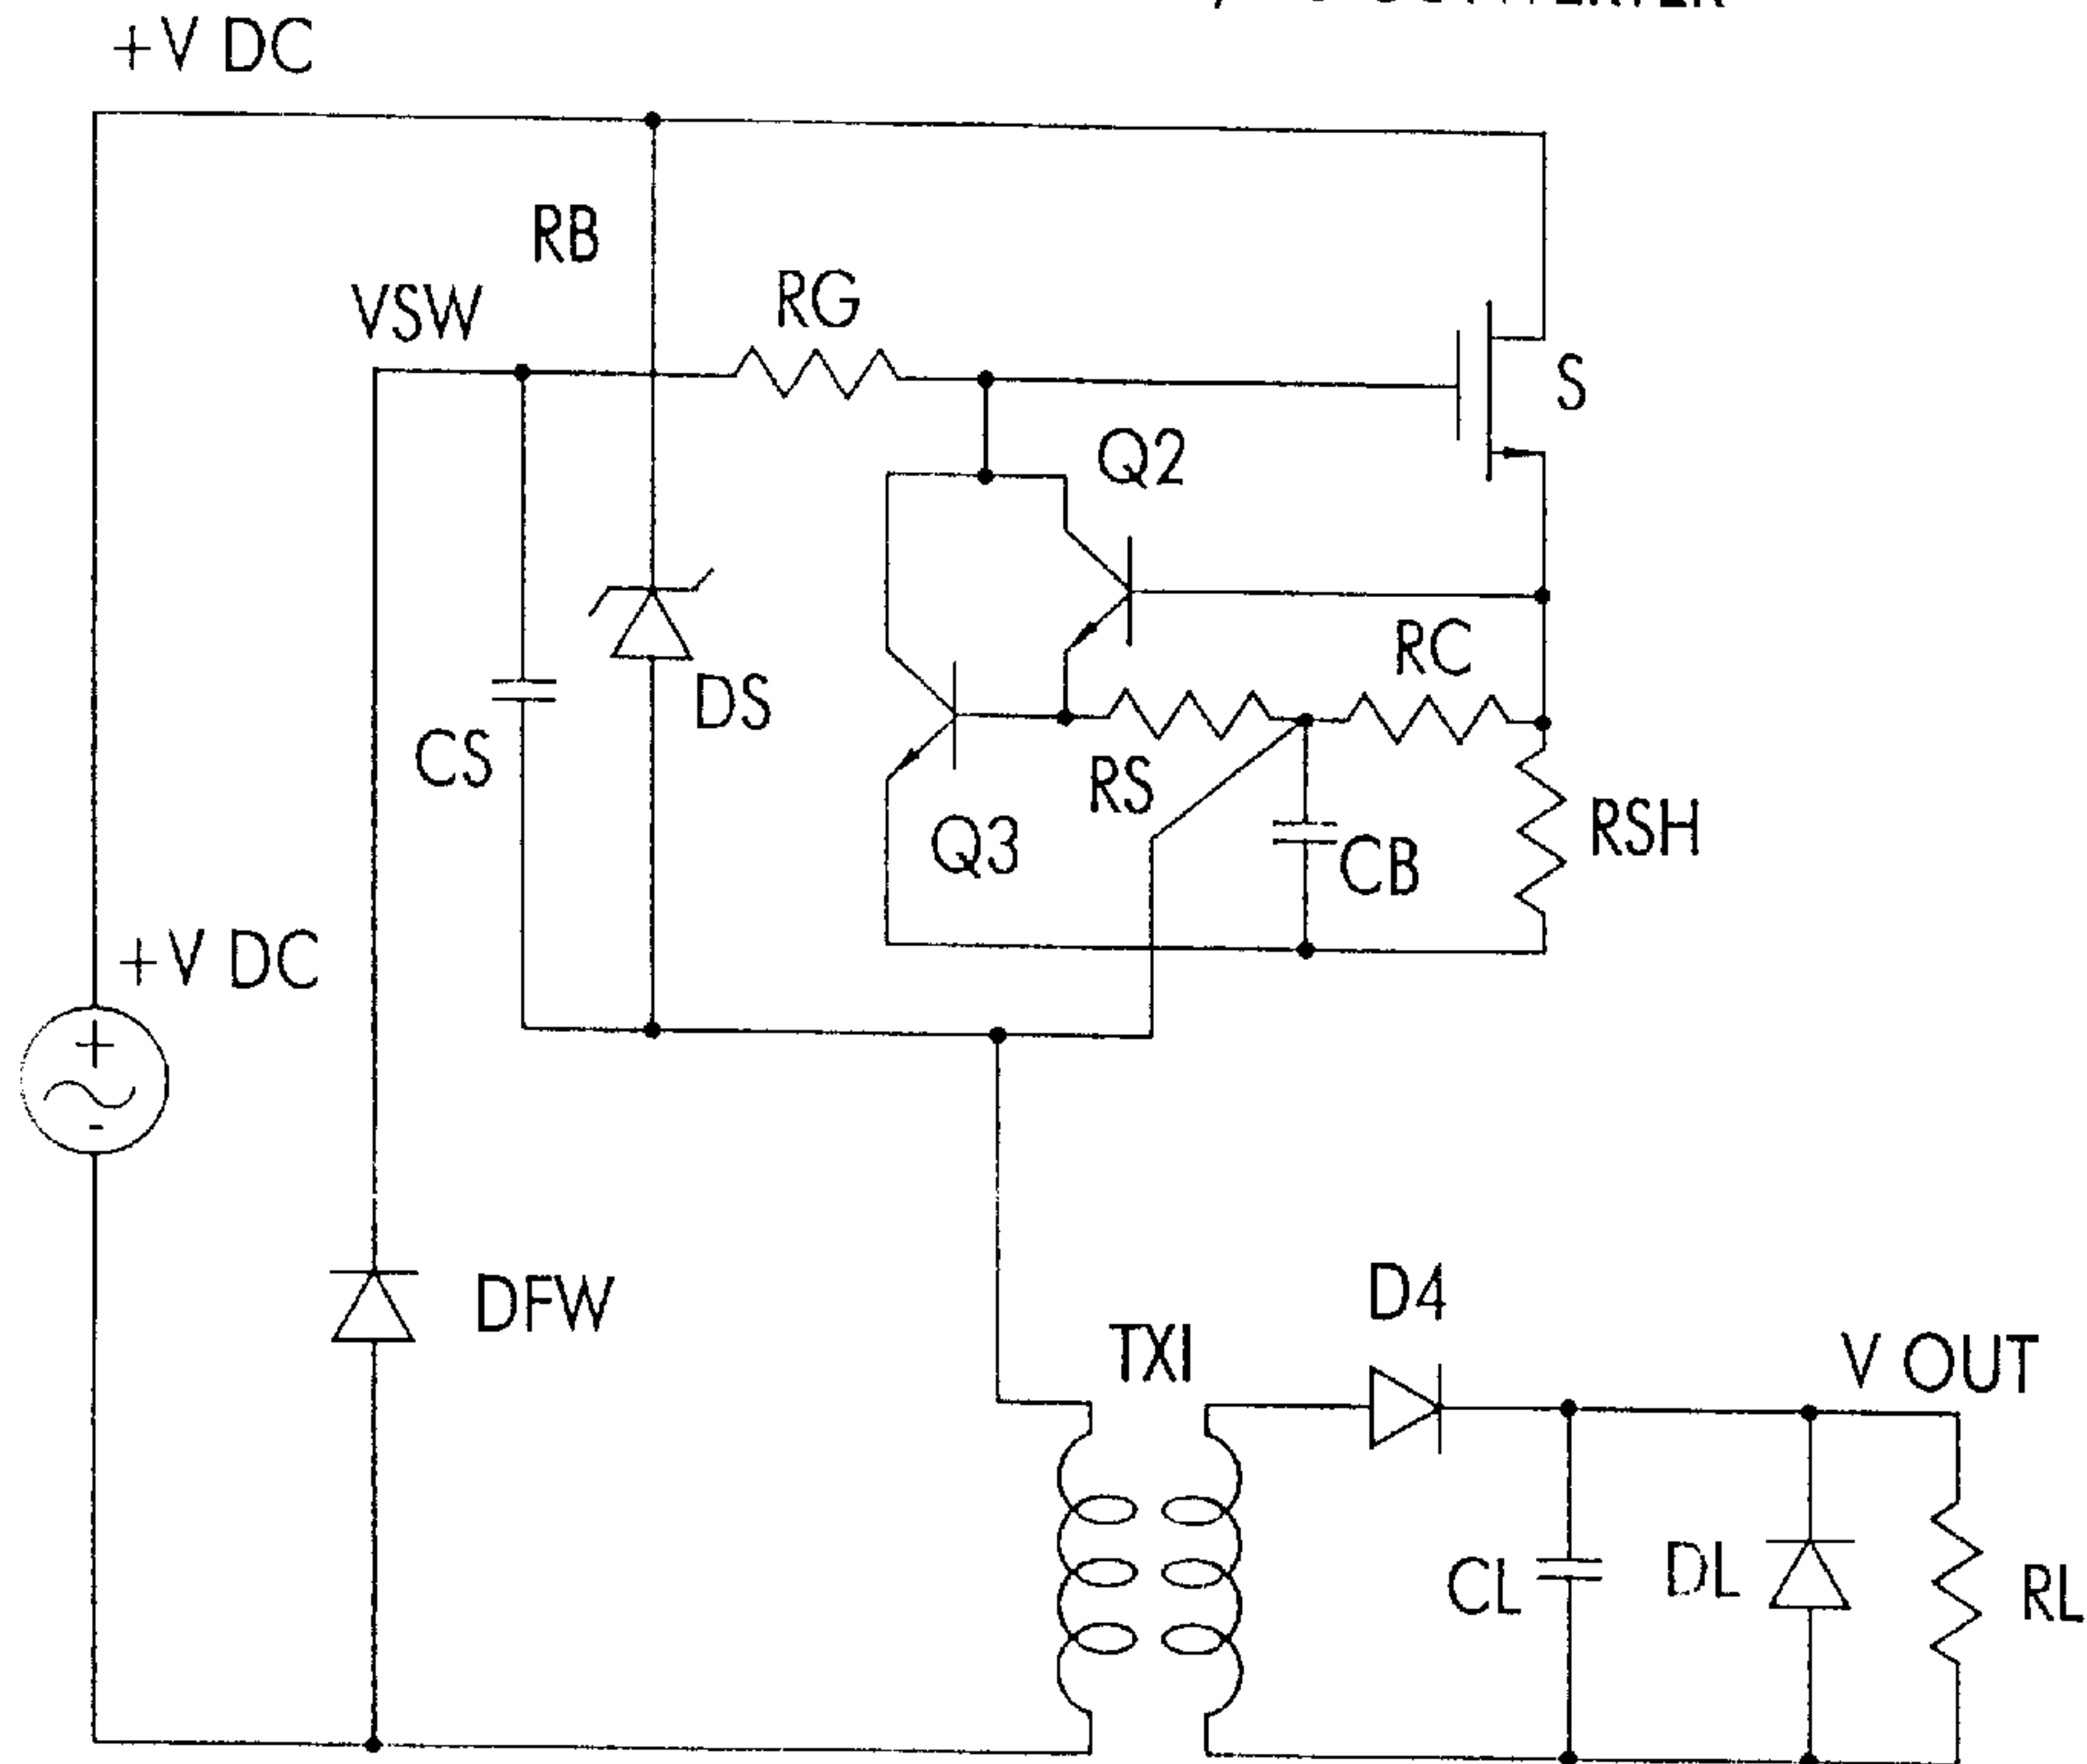 +V DC
RB
VSW
RG
S
Q2
RC
DS
CS
RS
Q3
CB
RSH
+V DC
+
-
DFW
D4
TXI
V OUT
CL
DL
RL